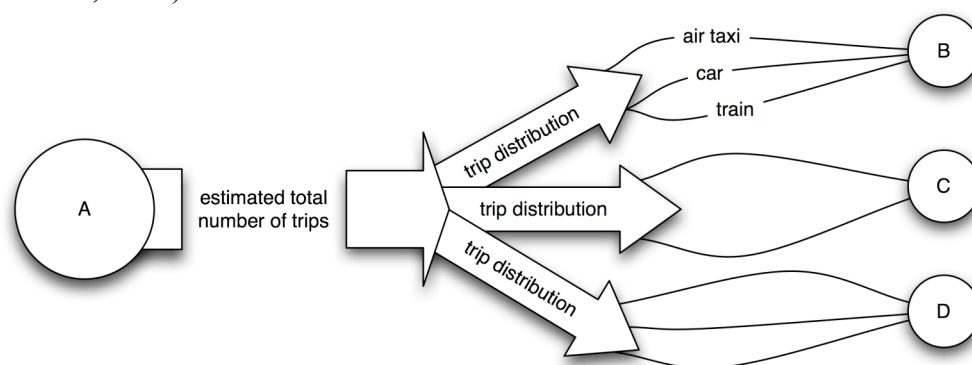 A
estimated total
number of trips
trip distribution
air taxi
car
train
B
trip distribution
C
trip distribution
D